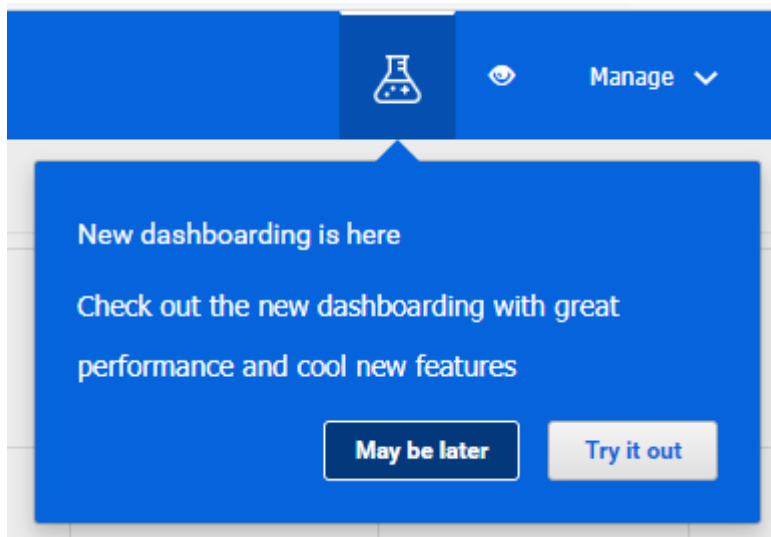 Manage
New dashboarding is here
Check out the new dashboarding with great
performance and cool new features
May be later
Try it out